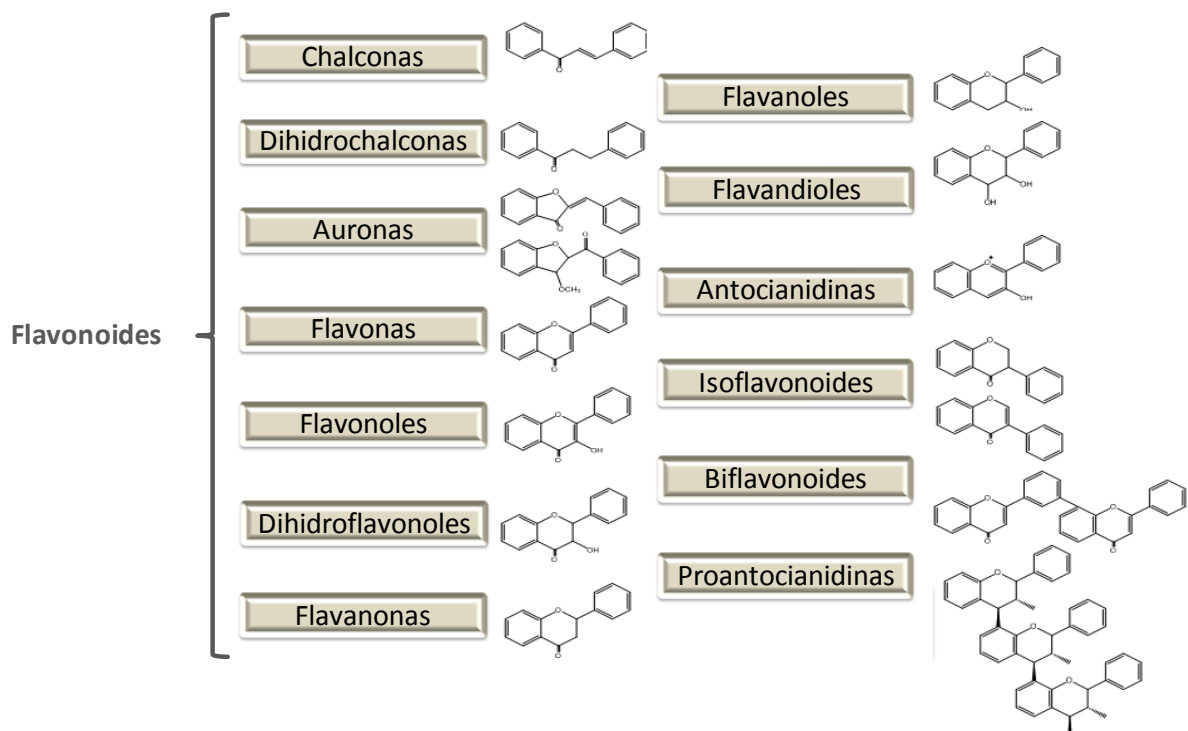 Flavonoides
Chalconas
Dihidrochalconas
Auronas
Flavonas
Flavonoles
Dihidroflavonoles
Flavanonas
Flavanoles
Flavandioles
Antocianidinas
Isoflavonoides
Biflavonoides
Proantocianidinas